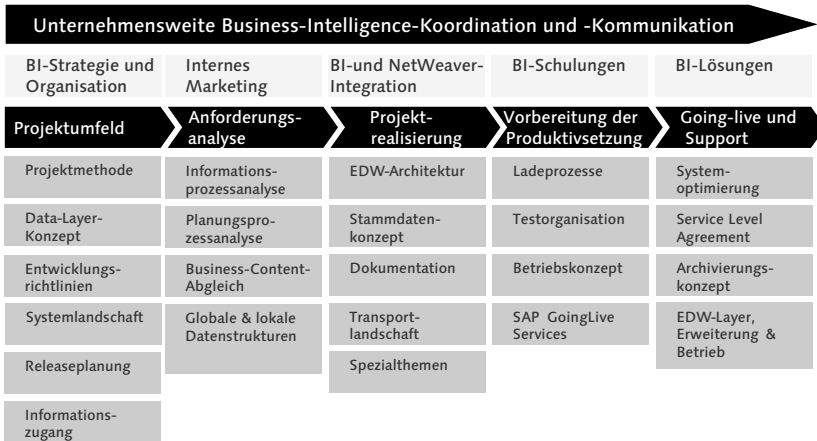 Unternehmensweite Business-Intelligence-Koordination und -Kommunikation
BI-Strategie und
Organisation
Internes
Marketing
BI-und NetWeaver-
Integration
BI-Schulungen
BI-Lösungen
Projektumfeld
Anforderungs-
analyse
Projekt-
realisierung
Vorbereitung der
Produktivsetzung
Going-live und
Support
Projektmethode
Data-Layer-
Konzept
Entwicklungs-
richtlinien
Systemlandschaft
Releaseplanung
Informations-
zugang
Informations-
prozessanalyse
Planungspro-
zessanalyse
Business-Content-
Abgleich
Globale & lokale
Datenstrukturen
EDW-Architektur
Stammdaten-
konzept
Dokumentation
Transport-
landschaft
Spezialthemen
Ladeprozesse
Testorganisation
Betriebskonzept
SAP GoingLive
Services
System-
optimierung
Service Level
Agreement
Archivierungs-
konzept
EDW-Layer,
Erweiterung &
Betrieb